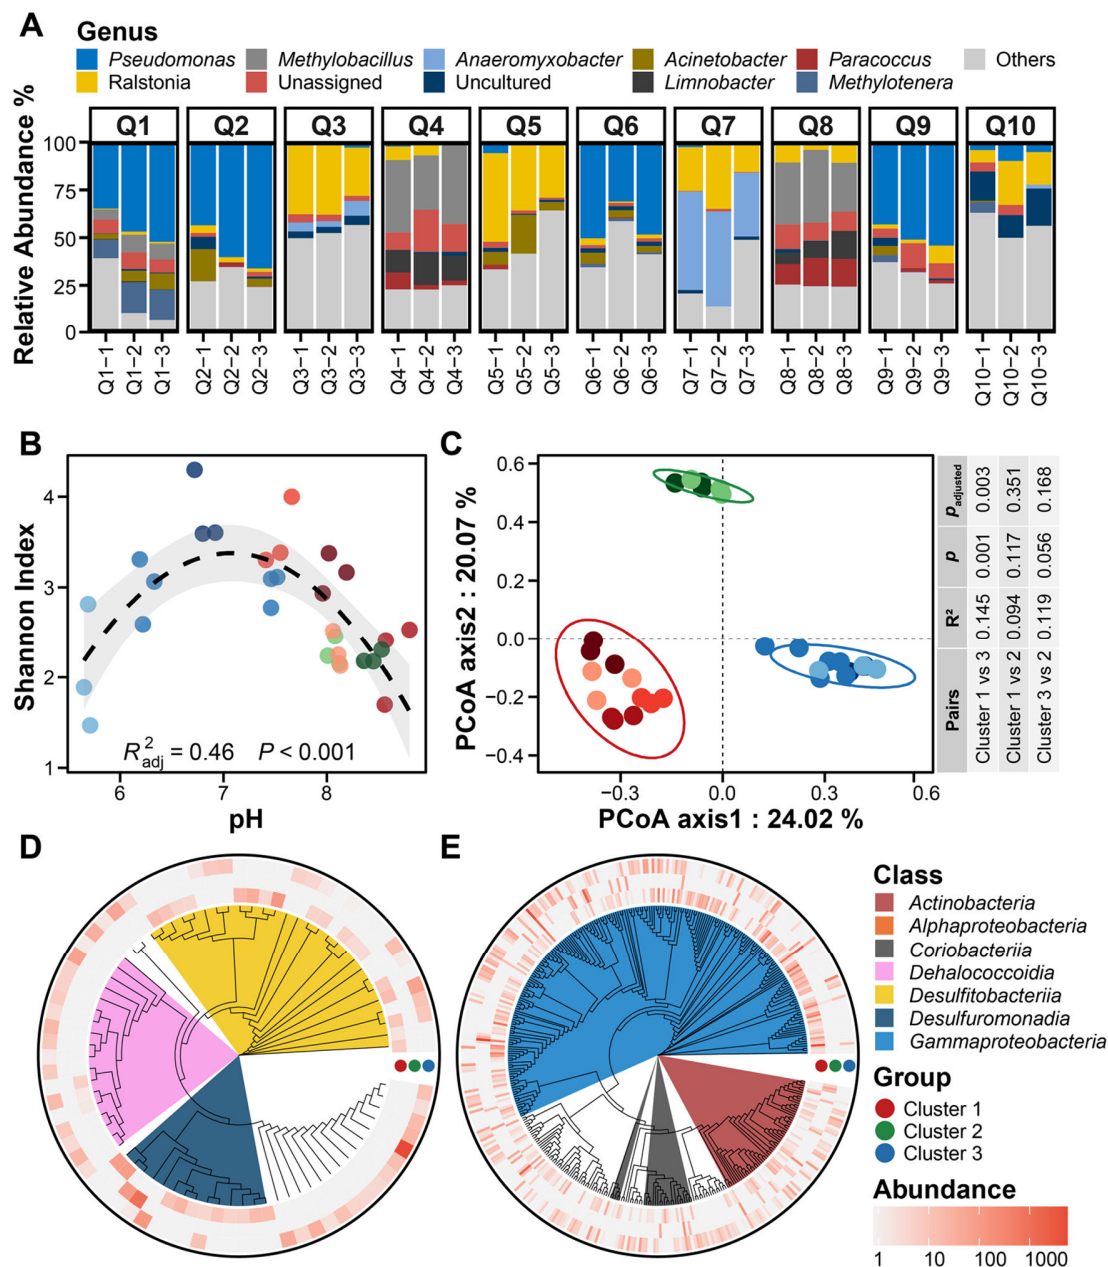 A
Genus
Pseudomonas Methylobacillus Anaeromyxobacter Acinetobacter Paracoccus Others
Ralstonia Unassigned Uncultured Limnobacter Methylotenera
Relative Abundance %
Q1 Q2 Q3 Q4 Q5 Q6 Q7 Q8 Q9 Q10
100
75
50
25
0
Q1−1 Q1−2 Q1−3 Q2−1 Q2−2 Q2−3 Q3−1 Q3−2 Q3−3 Q4−1 Q4−2 Q4−3 Q5−1 Q5−2 Q5−3 Q6−1 Q6−2 Q6−3 Q7−1 Q7−2 Q7−3 Q8−1 Q8−2 Q8−3 Q9−1 Q9−2 Q9−3 Q10−1 Q10−2 Q10−3
B
Shannon Index
4
3
2
1
R²adj = 0.46 P < 0.001
6 7 8
pH
C
PCoA axis2 : 20.07 %
0.6
0.4
0.2
0.0
−0.2
−0.4
−0.3 0.0 0.3 0.6
PCoA axis1 : 24.02 %
Pairs R² p padjusted
Cluster 1 vs 3 0.145 0.001 0.003
Cluster 1 vs 2 0.094 0.117 0.351
Cluster 3 vs 2 0.119 0.056 0.168
D
E
Class
Actinobacteria
Alphaproteobacteria
Coriobacteriia
Dehalococcoidia
Desulfitobacteriia
Desulfuromonadia
Gammaproteobacteria
Group
Cluster 1
Cluster 2
Cluster 3
Abundance
1 10 100 1000